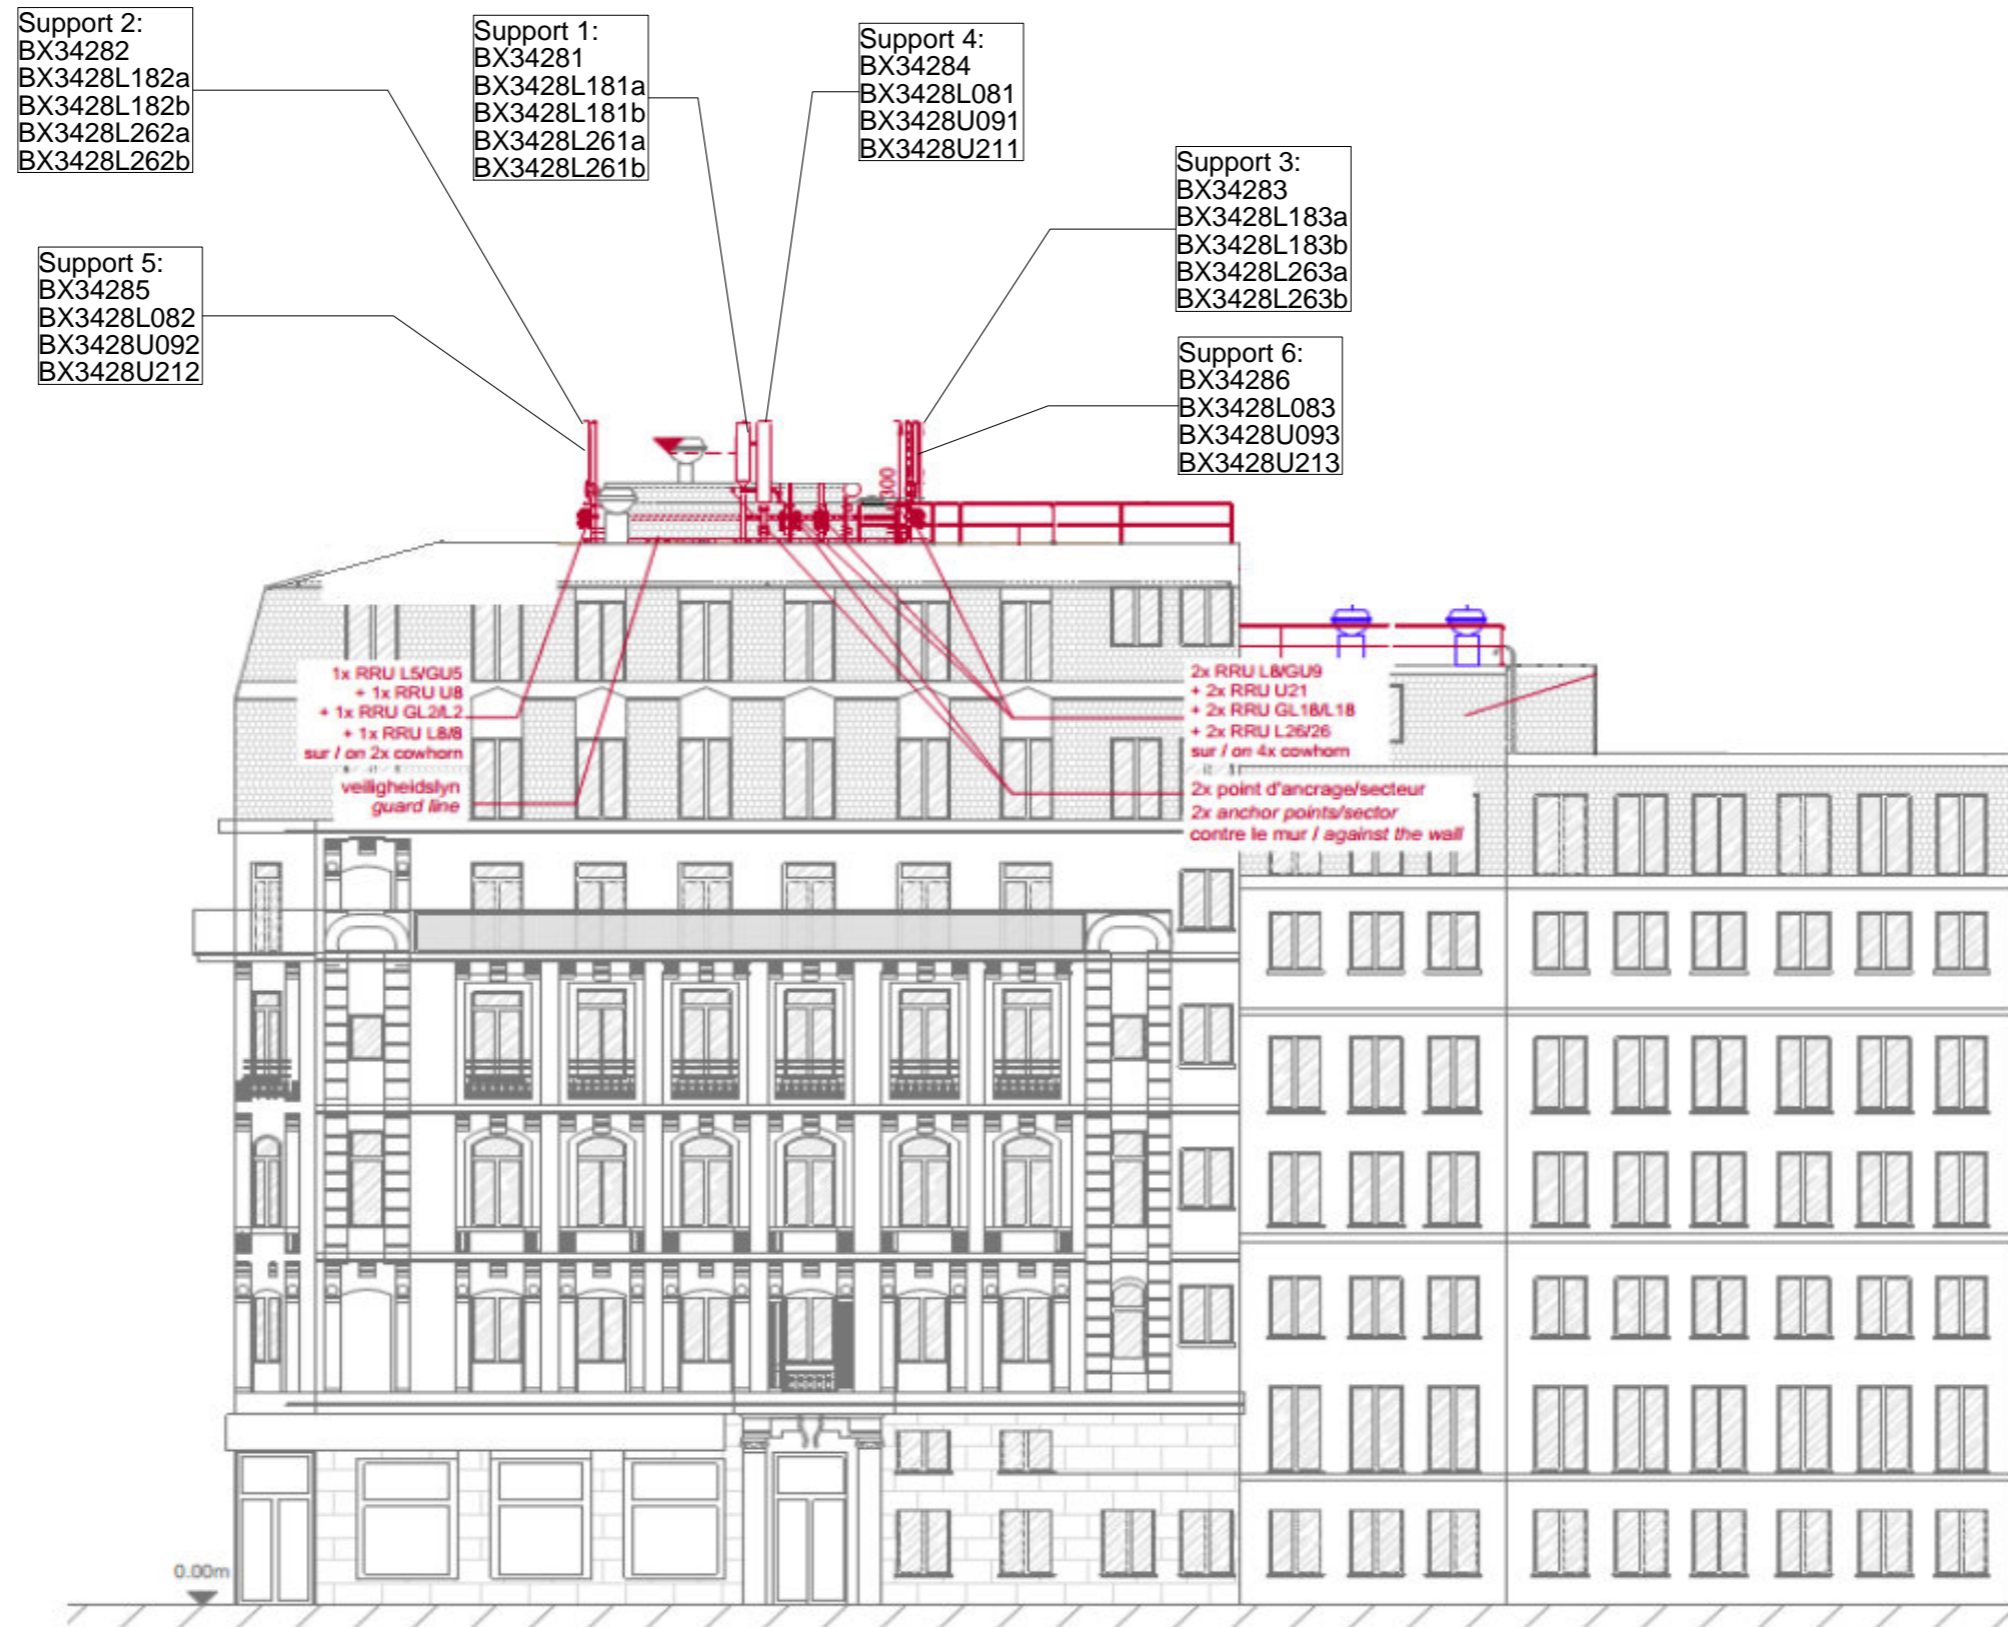 Support 2:
BX34282
BX3428L182a
BX3428L182b
BX3428L262a
BX3428L262b
Support 1:
BX34281
BX3428L181a
BX3428L181b
BX3428L261a
BX3428L261b
Support 4:
BX34284
BX3428L081
BX3428U091
BX3428U211
Support 3:
BX34283
BX3428L183a
BX3428L183b
BX3428L263a
BX3428L263b
Support 5:
BX34285
BX3428L082
BX3428U092
BX3428U212
Support 6:
BX34286
BX3428L083
BX3428U093
BX3428U213
300
1x RRU L5/GU5
+ 1x RRU U8
+ 1x RRU GL2/L2
+ 1x RRU L8/8
sur / on 2x cowhorn
veiligheidslyn
guard line
2x RRU L8/GU9
+ 2x RRU U21
+ 2x RRU GL18/L18
+ 2x RRU L26/26
sur / on 4x cowhorn
2x point d'ancrage/secteur
2x anchor points/sector
contre le mur / against the wall
0.00m